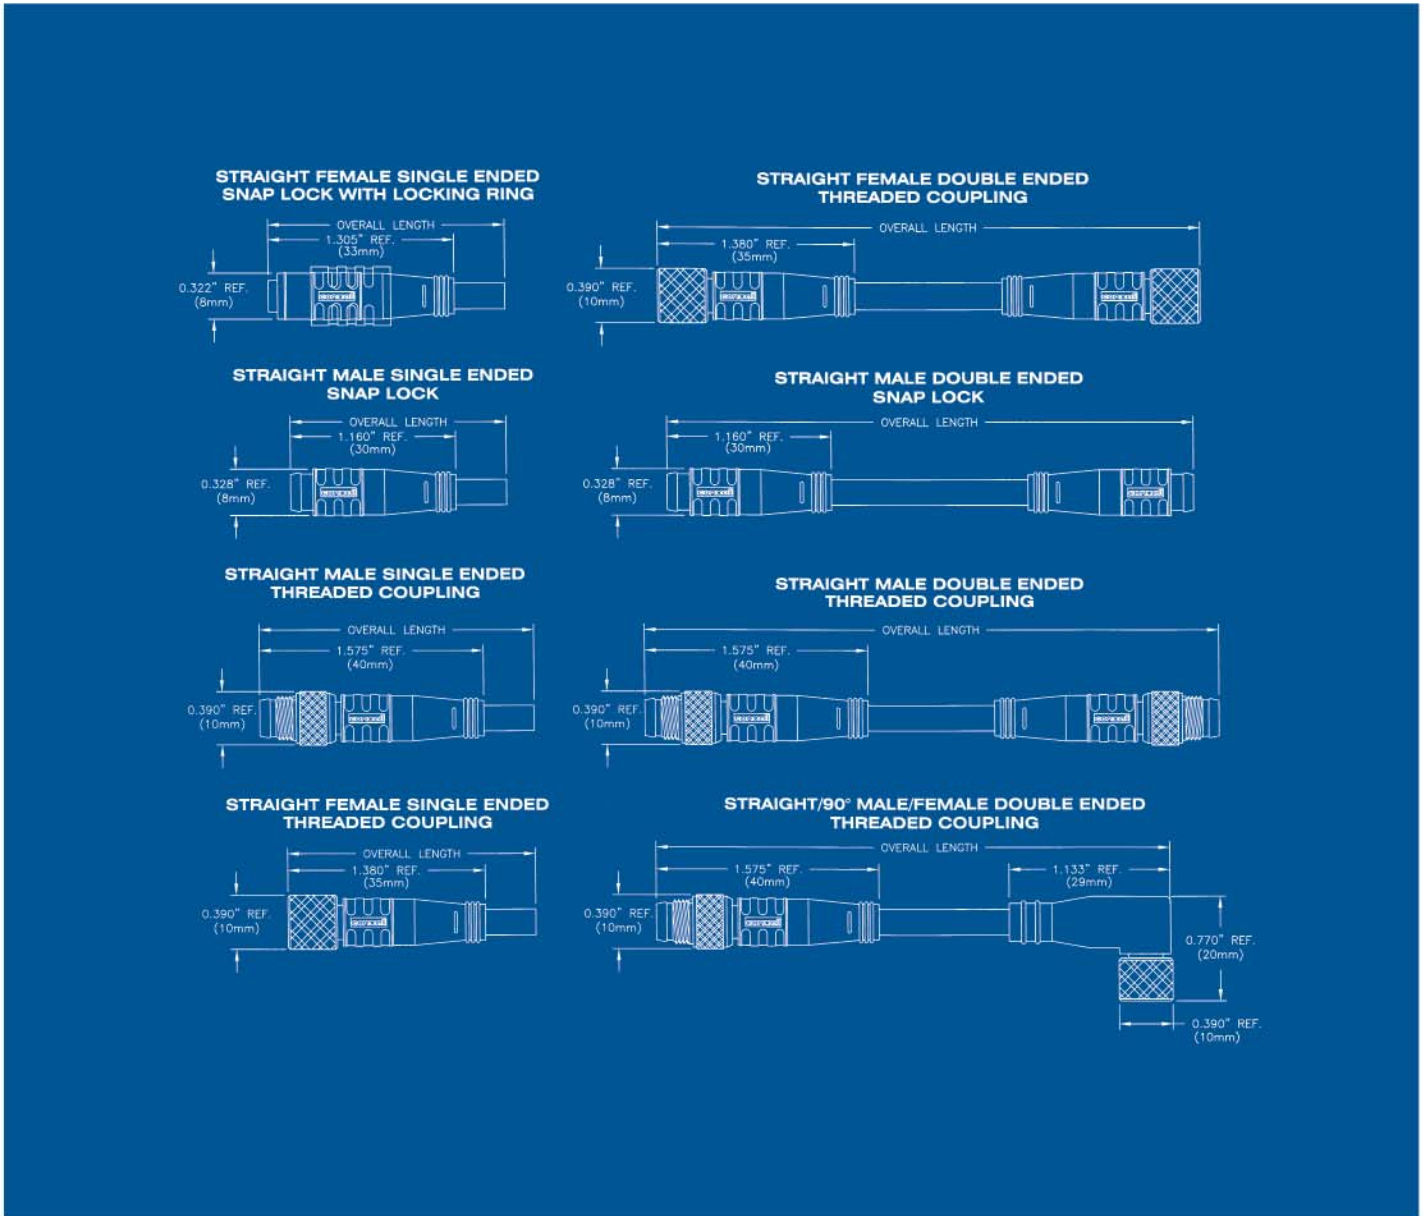 STRAIGHT FEMALE SINGLE ENDED
SNAP LOCK WITH LOCKING RING
OVERALL LENGTH
1.305" REF.
(33mm)
0.322" REF.
(8mm)
STRAIGHT FEMALE DOUBLE ENDED
THREADED COUPLING
OVERALL LENGTH
1.380" REF.
(35mm)
0.390" REF.
(10mm)
STRAIGHT MALE SINGLE ENDED
SNAP LOCK
OVERALL LENGTH
1.160" REF.
(30mm)
0.328" REF.
(8mm)
STRAIGHT MALE DOUBLE ENDED
SNAP LOCK
OVERALL LENGTH
1.160" REF.
(30mm)
0.328" REF.
(8mm)
STRAIGHT MALE SINGLE ENDED
THREADED COUPLING
OVERALL LENGTH
1.575" REF.
(40mm)
0.390" REF.
(10mm)
STRAIGHT MALE DOUBLE ENDED
THREADED COUPLING
OVERALL LENGTH
1.575" REF.
(40mm)
0.390" REF.
(10mm)
STRAIGHT FEMALE SINGLE ENDED
THREADED COUPLING
OVERALL LENGTH
1.380" REF.
(35mm)
0.390" REF.
(10mm)
STRAIGHT/90° MALE/FEMALE DOUBLE ENDED
THREADED COUPLING
OVERALL LENGTH
1.575" REF.
(40mm)
1.133" REF.
(29mm)
0.390" REF.
(10mm)
0.770" REF.
(20mm)
0.390" REF.
(10mm)